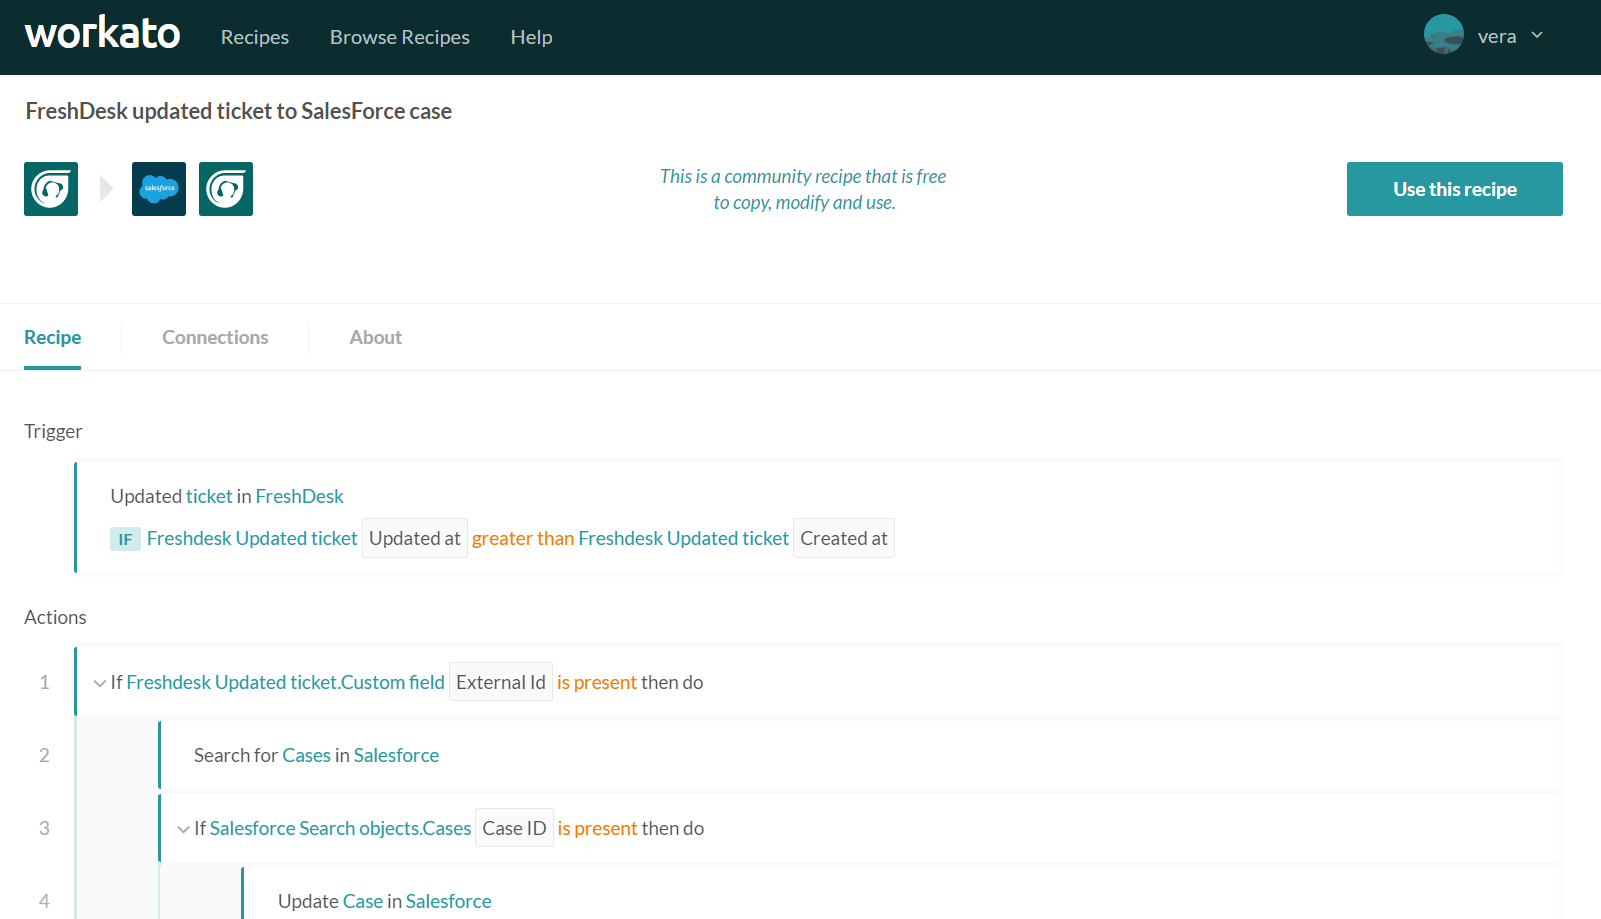 workato Recipes Browse Recipes Help vera
FreshDesk updated ticket to SalesForce case
salesforce
This is a community recipe that is free
to copy, modify and use.
Use this recipe
Recipe Connections About
Trigger
Updated ticket in FreshDesk
IF Freshdesk Updated ticket Updated at greater than Freshdesk Updated ticket Created at
Actions
1 If Freshdesk Updated ticket.Custom field External Id is present then do
2 Search for Cases in Salesforce
3 If Salesforce Search objects.Cases Case ID is present then do
4 Update Case in Salesforce